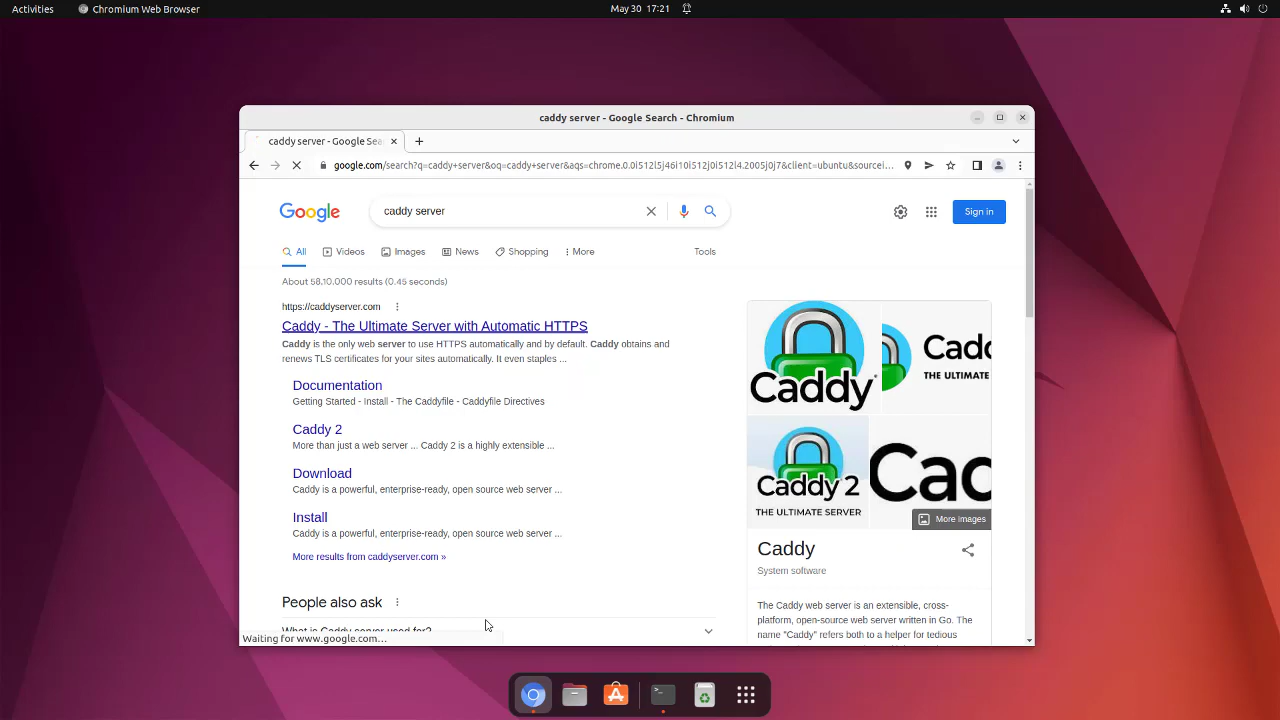 Activities
Chromium Web Browser
May 30 17:21
caddy server - Google Search - Chromium
caddy server - Google Sear
google.com/search?q=caddy+server&oq=caddy+server&aqs=chrome.0.0i512l5j46i10i512j0i512l4.2005j0j7&client=ubuntu&sourcei...
Google
caddy server
Sign in
All
Videos
Images
News
Shopping
More
Tools
About 58,10,000 results (0.45 seconds)
https://caddyserver.com
Caddy - The Ultimate Server with Automatic HTTPS
Caddy is the only web server to use HTTPS automatically and by default. Caddy obtains and
renews TLS certificates for your sites automatically. It even staples ...
Documentation
Getting Started - Install - The Caddyfile - Caddyfile Directives
Caddy 2
More than just a web server ... Caddy 2 is a highly extensible ...
Download
Caddy is a powerful, enterprise-ready, open source web server ...
Install
Caddy is a powerful, enterprise-ready, open source web server ...
More results from caddyserver.com »
People also ask
What is Caddy server used for?
Waiting for www.google.com...
Caddy
Cadd
THE ULTIMATE
Caddy 2
THE ULTIMATE SERVER
Cad
More images
Caddy
System software
The Caddy web server is an extensible, cross-
platform, open-source web server written in Go. The
name "Caddy" refers both to a helper for tedious